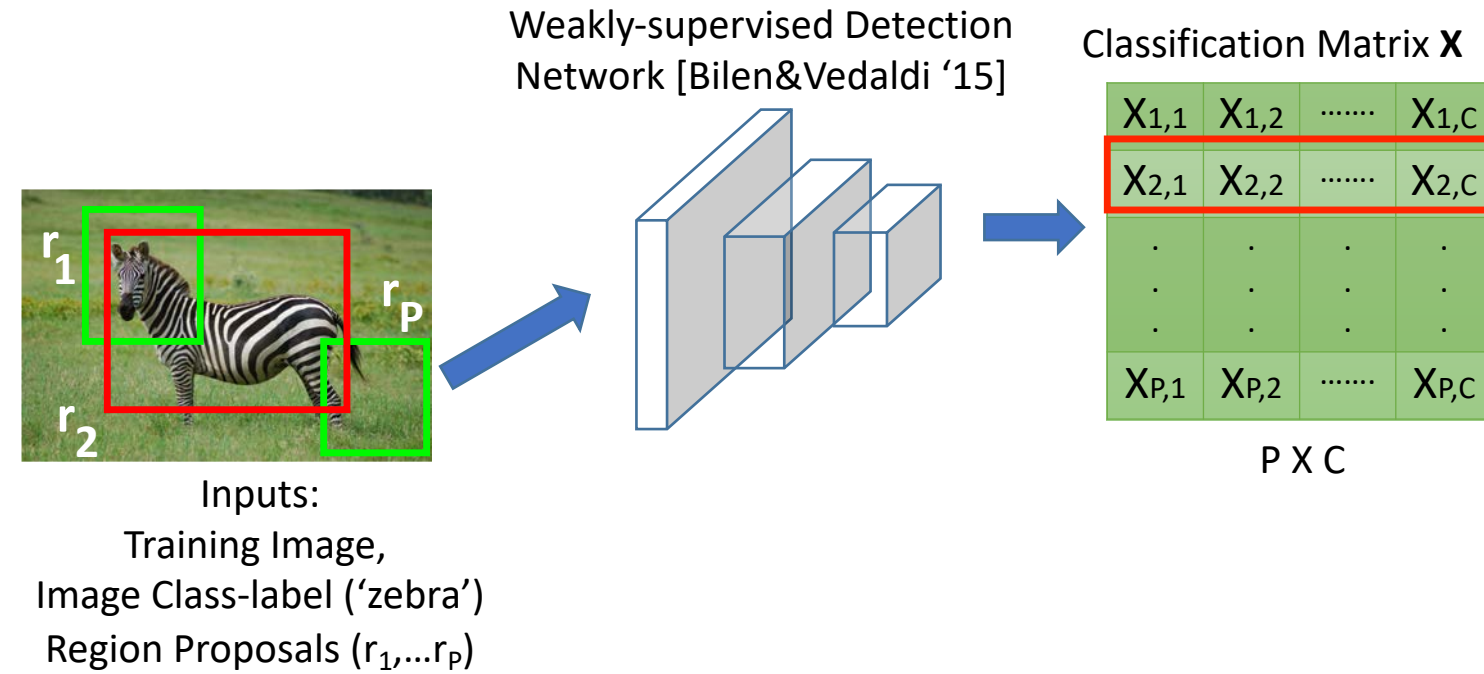 Weakly-supervised Detection
Network [Bilen&Vedaldi ‘15]
Classification Matrix X
X1,1 X1,2 ....... X1,C
X2,1 X2,2 ....... X2,C
. . . .
. . . .
. . . .
XP,1 XP,2 ....... XP,C
P X C
r1
rP
r2
Inputs:
Training Image,
Image Class-label (‘zebra’)
Region Proposals (r1,...rP)